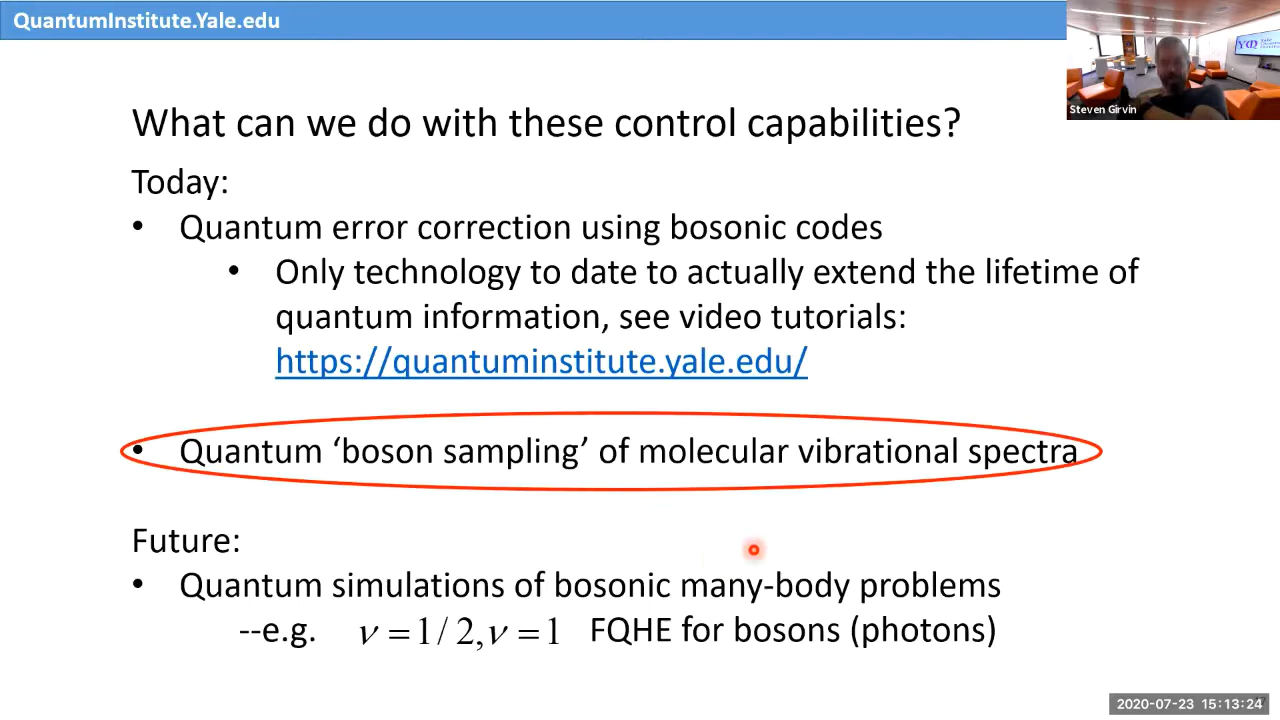 QuantumInstitute.Yale.edu
Steven Girvin
What can we do with these control capabilities?
Today:
• Quantum error correction using bosonic codes
• Only technology to date to actually extend the lifetime of
quantum information, see video tutorials:
https://quantuminstitute.yale.edu/
• Quantum ‘boson sampling’ of molecular vibrational spectra
Future:
• Quantum simulations of bosonic many-body problems
--e.g. ν = 1/2, ν = 1 FQHE for bosons (photons)
2020-07-23 15:13:24